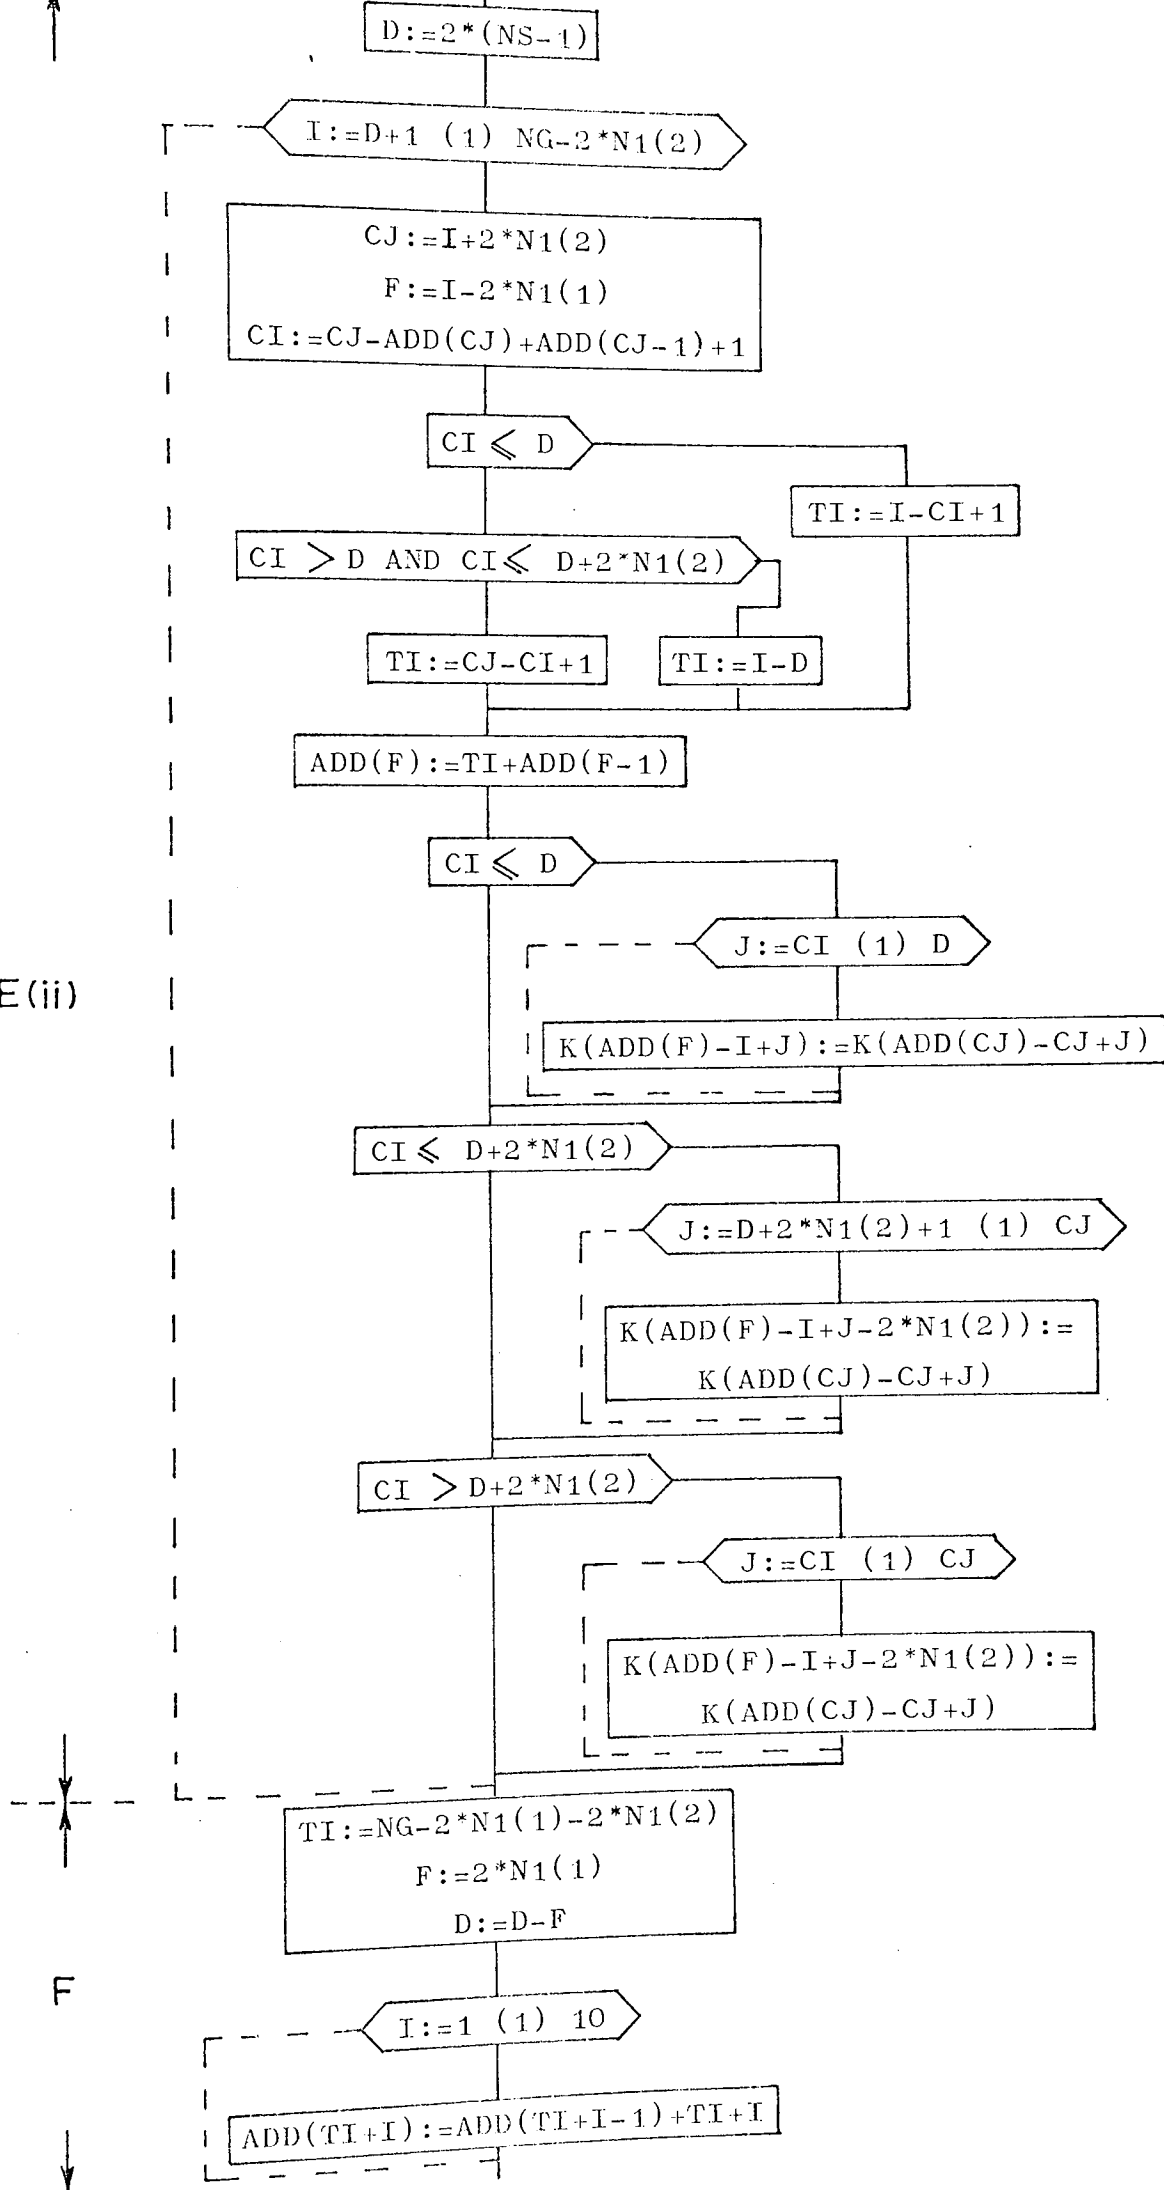 D:=2*(NS-1)
I:=D+1 (1) NG-2*N1(2)
CJ:=I+2*N1(2)
F:=I-2*N1(1)
CI:=CJ-ADD(CJ)+ADD(CJ-1)+1
CI ⩽ D
TI:=I-CI+1
CI > D AND CI ⩽ D+2*N1(2)
TI:=CJ-CI+1
TI:=I-D
ADD(F):=TI+ADD(F-1)
CI ⩽ D
J:=CI (1) D
E(ii)
K(ADD(F)-I+J):=K(ADD(CJ)-CJ+J)
CI ⩽ D+2*N1(2)
J:=D+2*N1(2)+1 (1) CJ
K(ADD(F)-I+J-2*N1(2)):=
K(ADD(CJ)-CJ+J)
CI > D+2*N1(2)
J:=CI (1) CJ
K(ADD(F)-I+J-2*N1(2)):=
K(ADD(CJ)-CJ+J)
TI:=NG-2*N1(1)-2*N1(2)
F:=2*N1(1)
D:=D-F
F
I:=1 (1) 10
ADD(TI+I):=ADD(TI+I-1)+TI+I